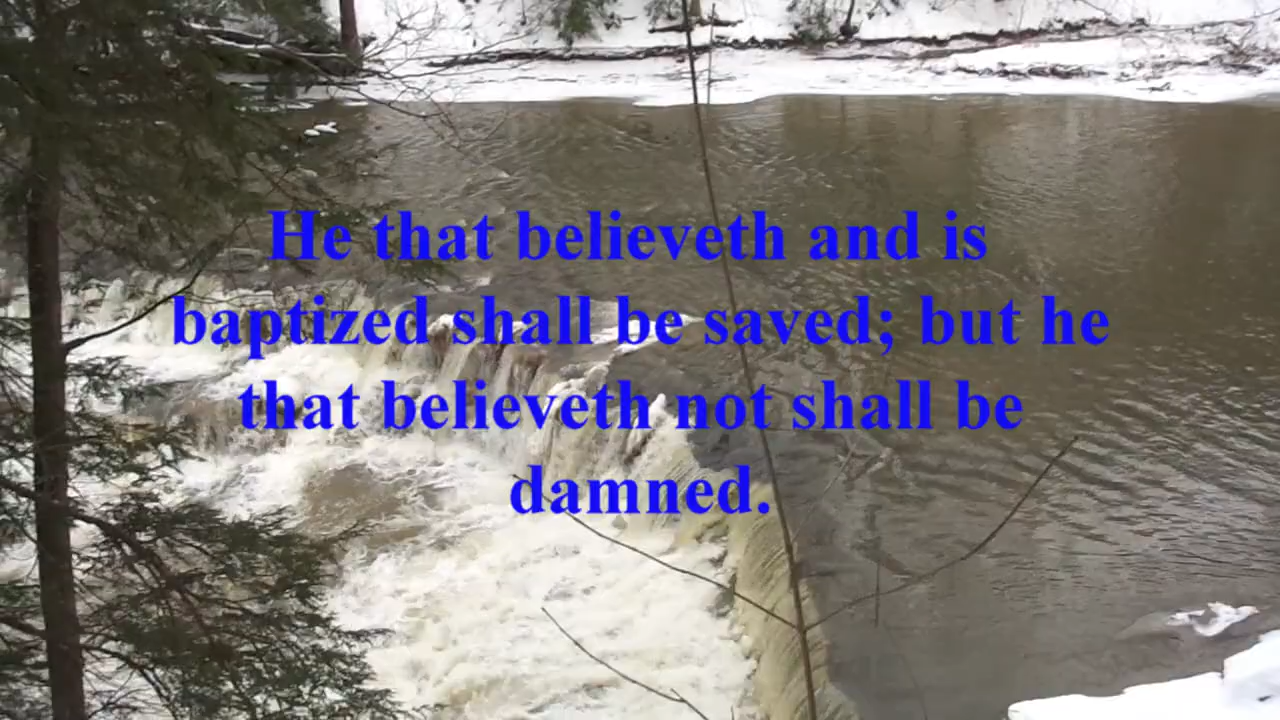 He that believeth and is
baptized shall be saved; but he
that believeth not shall be
damned.